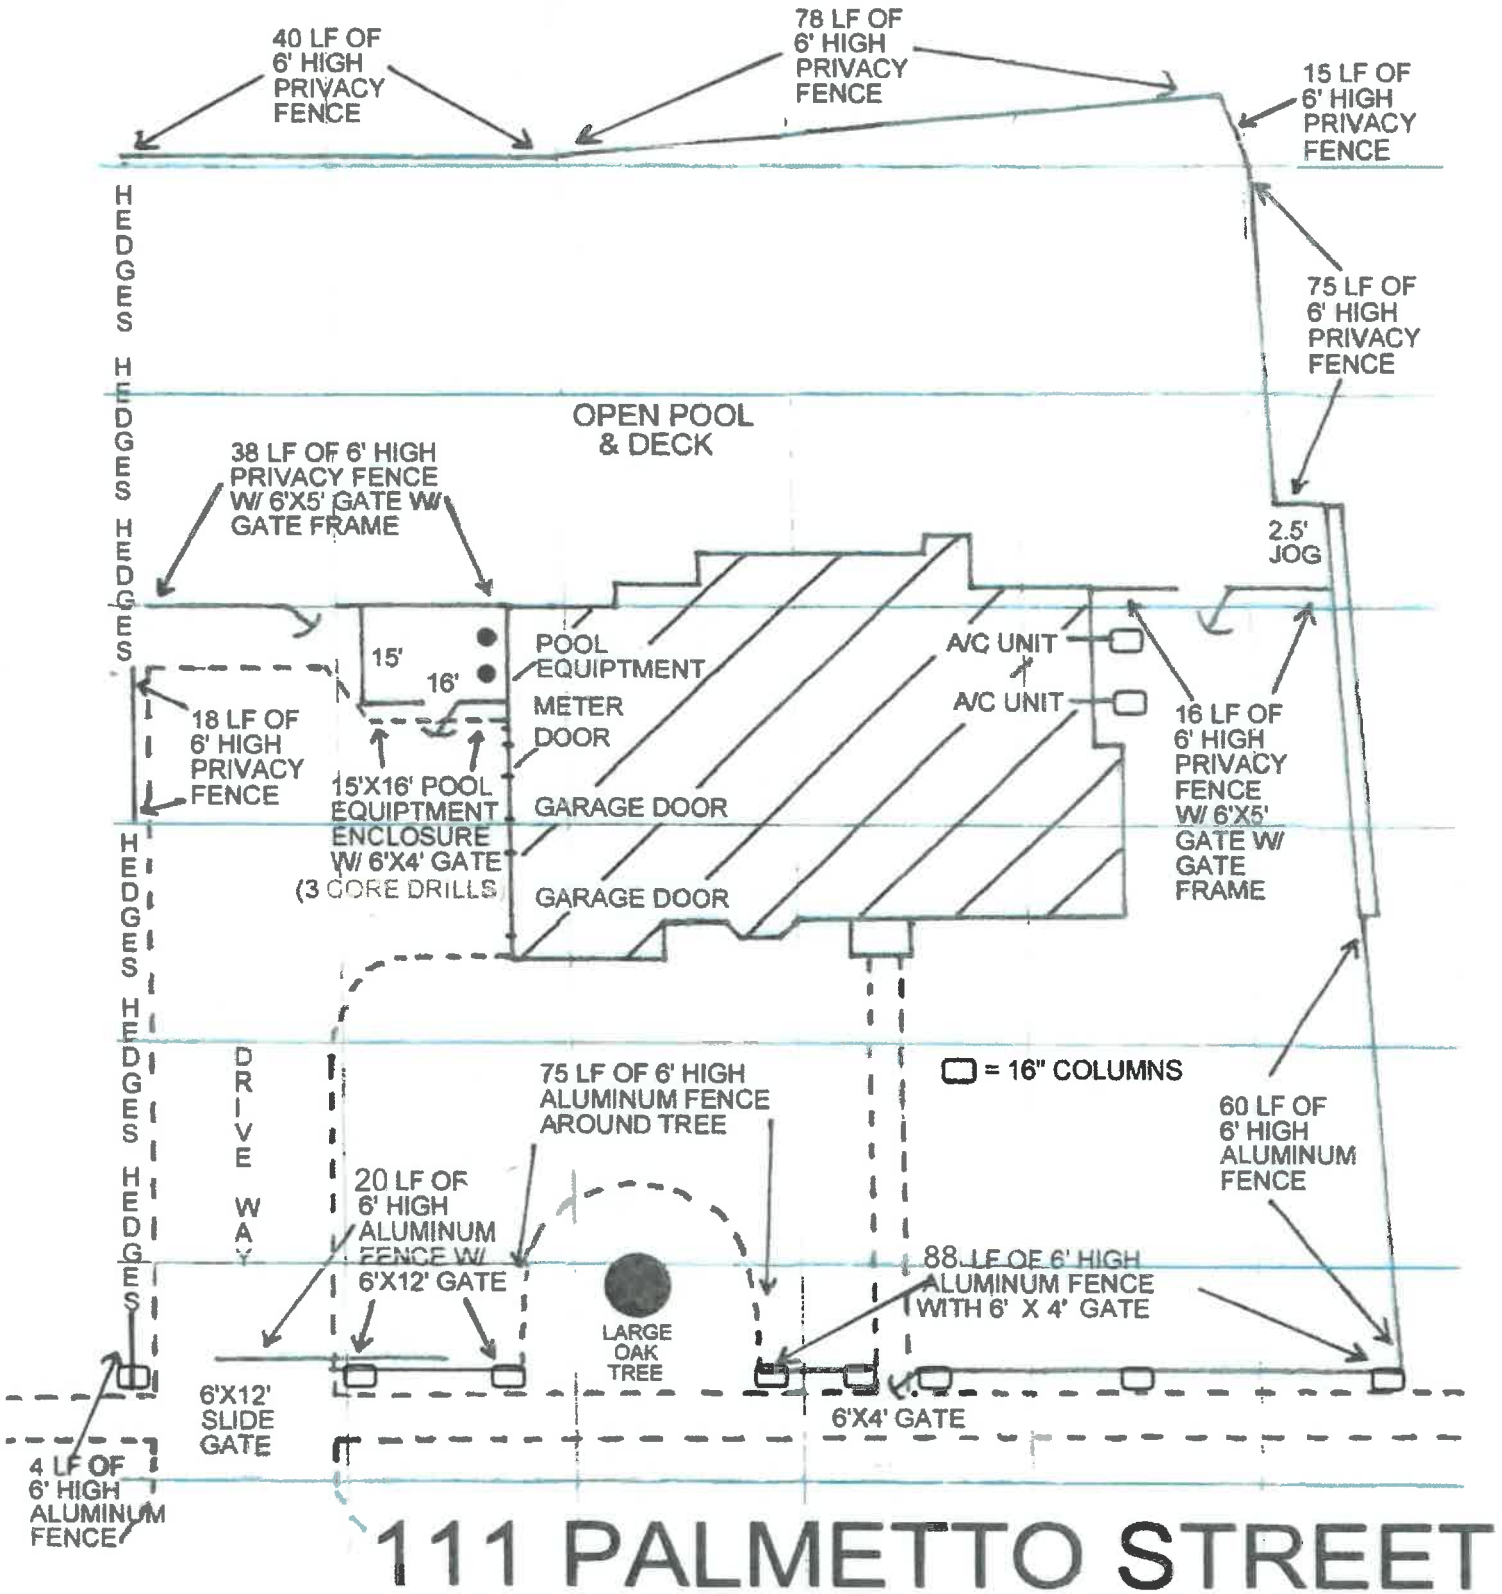 40 LF OF
6' HIGH
PRIVACY
FENCE
78 LF OF
6' HIGH
PRIVACY
FENCE
15 LF OF
6' HIGH
PRIVACY
FENCE
HEDGES HEDGES HEDGES
75 LF OF
6' HIGH
PRIVACY
FENCE
OPEN POOL
& DECK
38 LF OF 6' HIGH
PRIVACY FENCE
W/ 6'X5' GATE W/
GATE FRAME
2.5'
JOG
15'
16'
POOL
EQUIPTMENT
METER
DOOR
A/C UNIT
A/C UNIT
18 LF OF
6' HIGH
PRIVACY
FENCE
15'X16' POOL
EQUIPTMENT
ENCLOSURE
W/ 6'X4' GATE
(3 CORE DRILLS)
GARAGE DOOR
GARAGE DOOR
16 LF OF
6' HIGH
PRIVACY
FENCE
W/ 6'X5'
GATE W/
GATE
FRAME
HEDGES HEDGES HEDGES
DRIVE WAY
75 LF OF 6' HIGH
ALUMINUM FENCE
AROUND TREE
= 16" COLUMNS
60 LF OF
6' HIGH
ALUMINUM
FENCE
20 LF OF
6' HIGH
ALUMINUM
FENCE W/
6'X12' GATE
88 LF OF 6' HIGH
ALUMINUM FENCE
WITH 6' X 4' GATE
LARGE
OAK
TREE
6'X12'
SLIDE
GATE
6'X4' GATE
4 LF OF
6' HIGH
ALUMINUM
FENCE
111 PALMETTO STREET